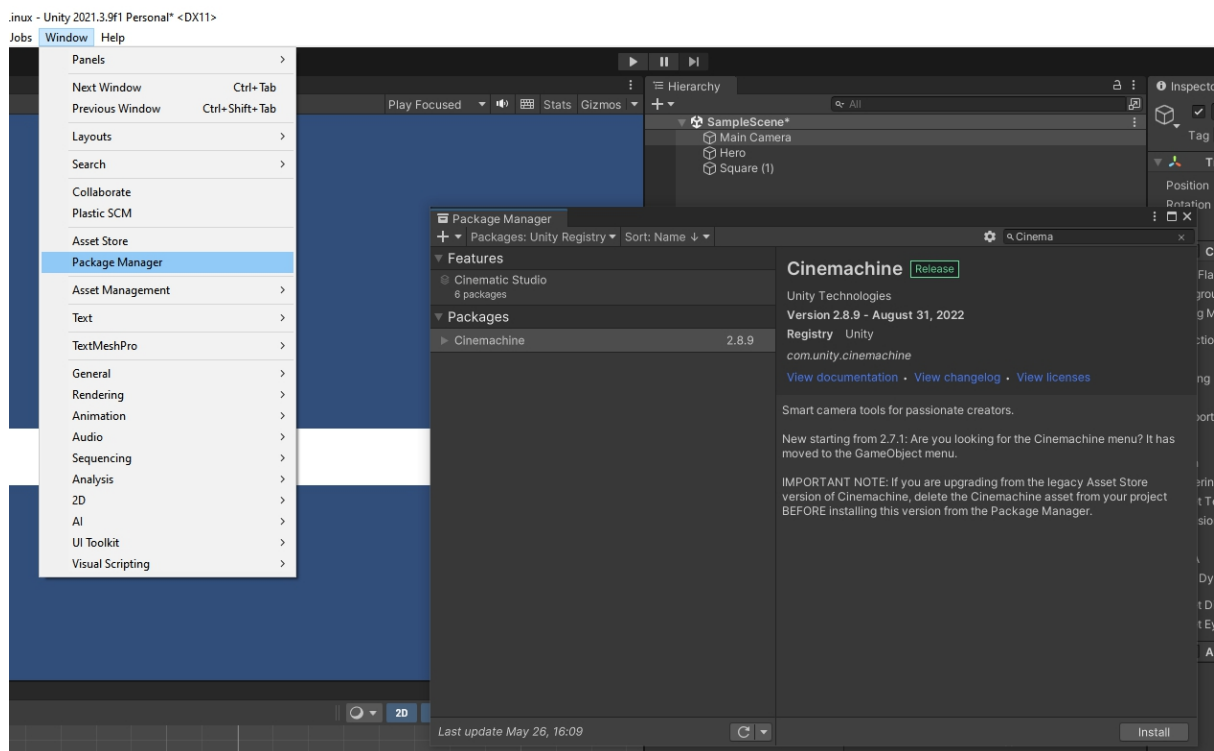 .inux - Unity 2021.3.9f1 Personal* <DX11>
Jobs Window Help
Panels
Next Window Ctrl+Tab
Previous Window Ctrl+Shift+Tab
Layouts
Search
Collaborate
Plastic SCM
Asset Store
Package Manager
Asset Management
Text
TextMeshPro
General
Rendering
Animation
Audio
Sequencing
Analysis
2D
AI
UI Toolkit
Visual Scripting
Play Focused Stats Gizmos
2D
Hierarchy
All
SampleScene*
Main Camera
Hero
Square (1)
Inspecto
Tag
Position
Rotation
Package Manager
Packages: Unity Registry Sort: Name ↓
Cinema
Features
Cinematic Studio
6 packages
Packages
Cinemachine 2.8.9
Last update May 26, 16:09
Cinemachine Release
Unity Technologies
Version 2.8.9 - August 31, 2022
Registry Unity
com.unity.cinemachine
View documentation • View changelog • View licenses
Smart camera tools for passionate creators.
New starting from 2.7.1: Are you looking for the Cinemachine menu? It has
moved to the GameObject menu.
IMPORTANT NOTE: If you are upgrading from the legacy Asset Store
version of Cinemachine, delete the Cinemachine asset from your project
BEFORE installing this version from the Package Manager.
Install